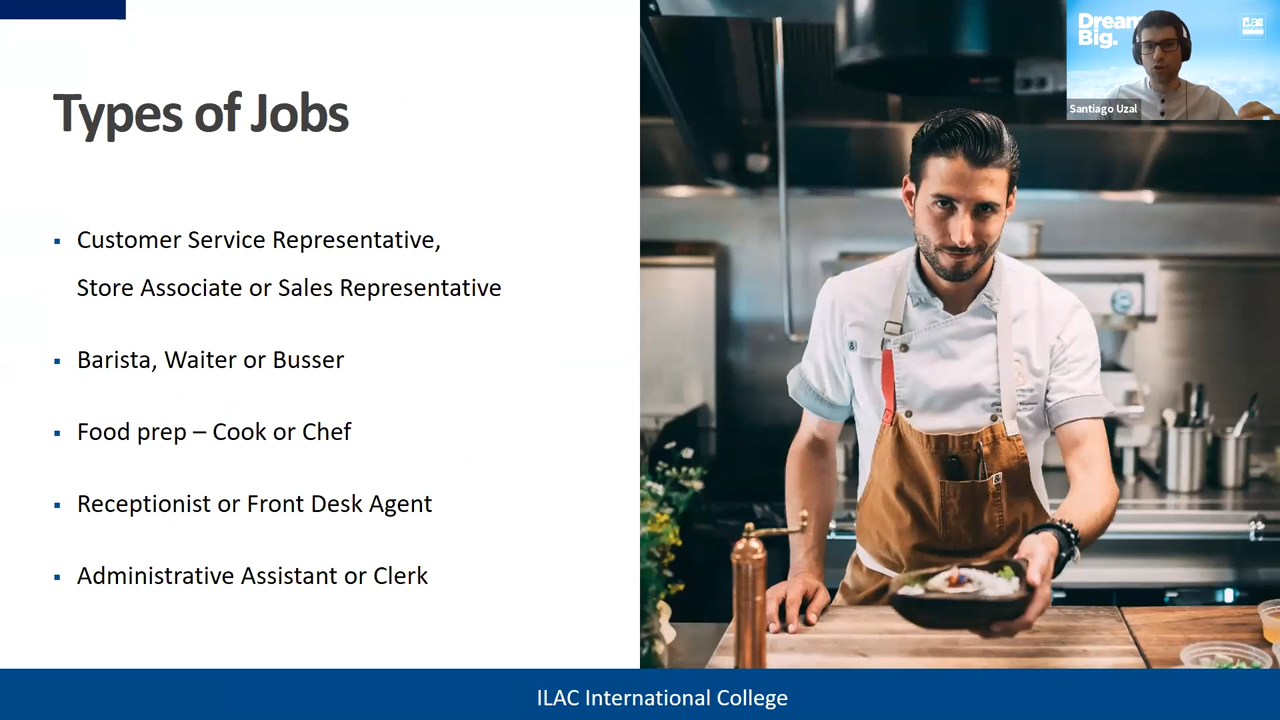 Types of Jobs
Customer Service Representative,
Store Associate or Sales Representative
Barista, Waiter or Busser
Food prep – Cook or Chef
Receptionist or Front Desk Agent
Administrative Assistant or Clerk
Dream
Big.
Santiago Uzal
ILAC International College